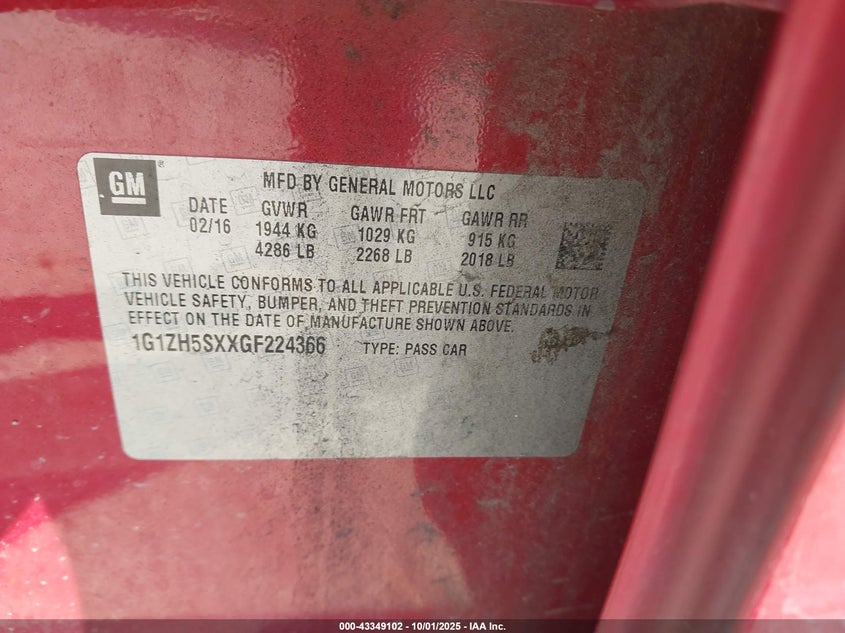 GM
MFD BY GENERAL MOTORS LLC
DATE GVWR GAWR FRT GAWR RR
02/16 1944 KG 1029 KG 915 KG
4286 LB 2268 LB 2018 LB
THIS VEHICLE CONFORMS TO ALL APPLICABLE U.S. FEDERAL MOTOR
VEHICLE SAFETY, BUMPER, AND THEFT PREVENTION STANDARDS IN
EFFECT ON THE DATE OF MANUFACTURE SHOWN ABOVE.
1G1ZH5SXXGF224366 TYPE: PASS CAR
000-43349102 - 10/01/2025 - IAA Inc.